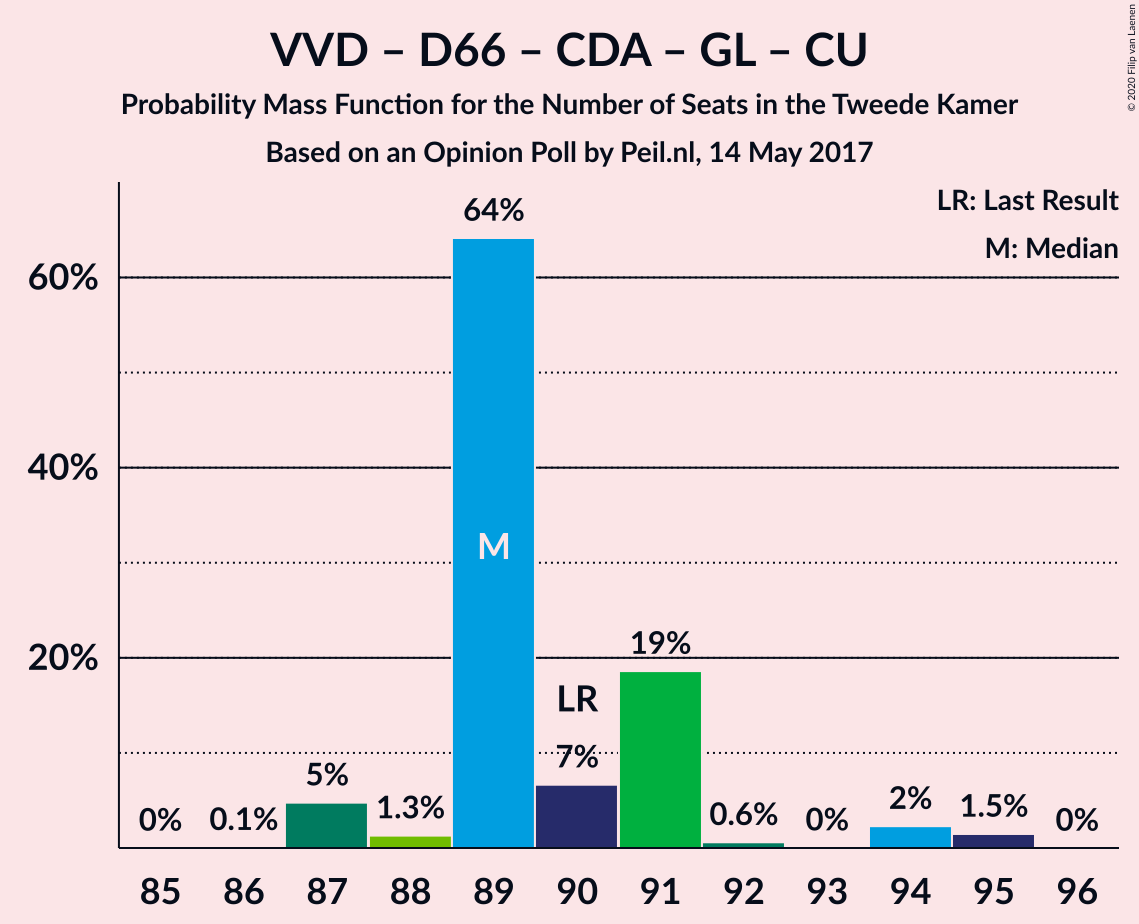 VVD – D66 – CDA – GL – CU
Probability Mass Function for the Number of Seats in the Tweede Kamer
Based on an Opinion Poll by Peil.nl, 14 May 2017
© 2020 Filip van Laenen
LR: Last Result
M: Median
60%
40%
20%
0%
0.1%
5%
1.3%
64%
M
LR
7%
19%
0.6%
0%
2%
1.5%
0%
85 86 87 88 89 90 91 92 93 94 95 96